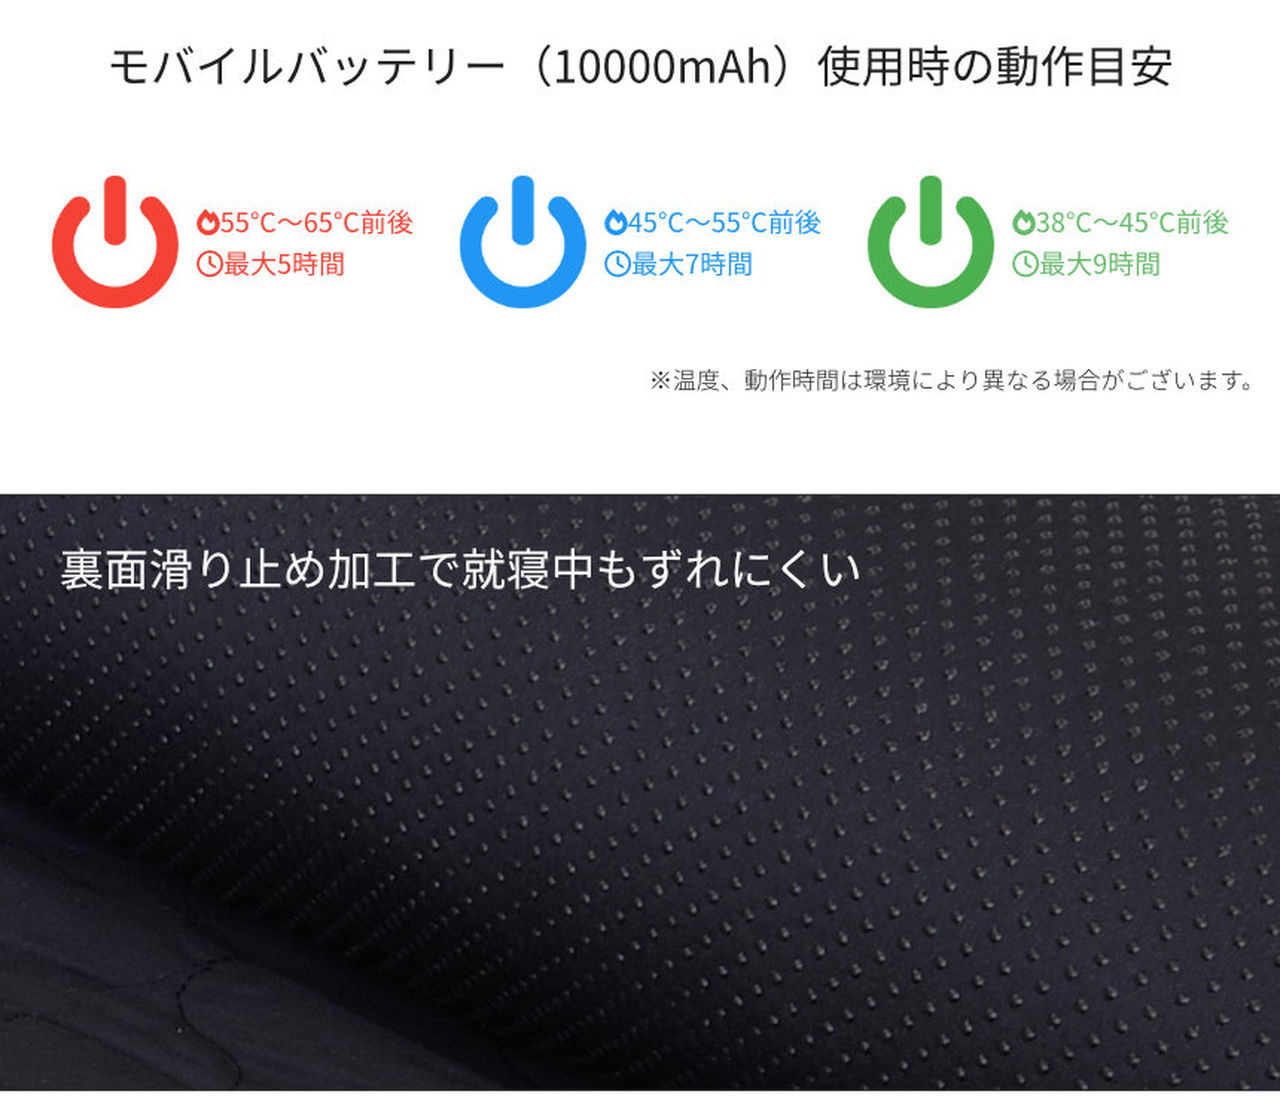 モバイルバッテリー（10000mAh）使用時の動作目安
55℃〜65℃前後
最大5時間
45℃〜55℃前後
最大7時間
38℃〜45℃前後
最大9時間
※温度、動作時間は環境により異なる場合がございます。
裏面滑り止め加工で就寝中もずれにくい